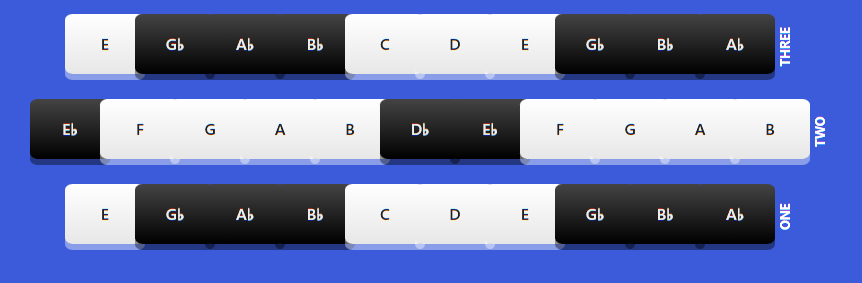 E G♭ A♭ B♭ C D E G♭ B♭ A♭ THREE
E♭ F G A B D♭ E♭ F G A B TWO
E G♭ A♭ B♭ C D E G♭ B♭ A♭ ONE